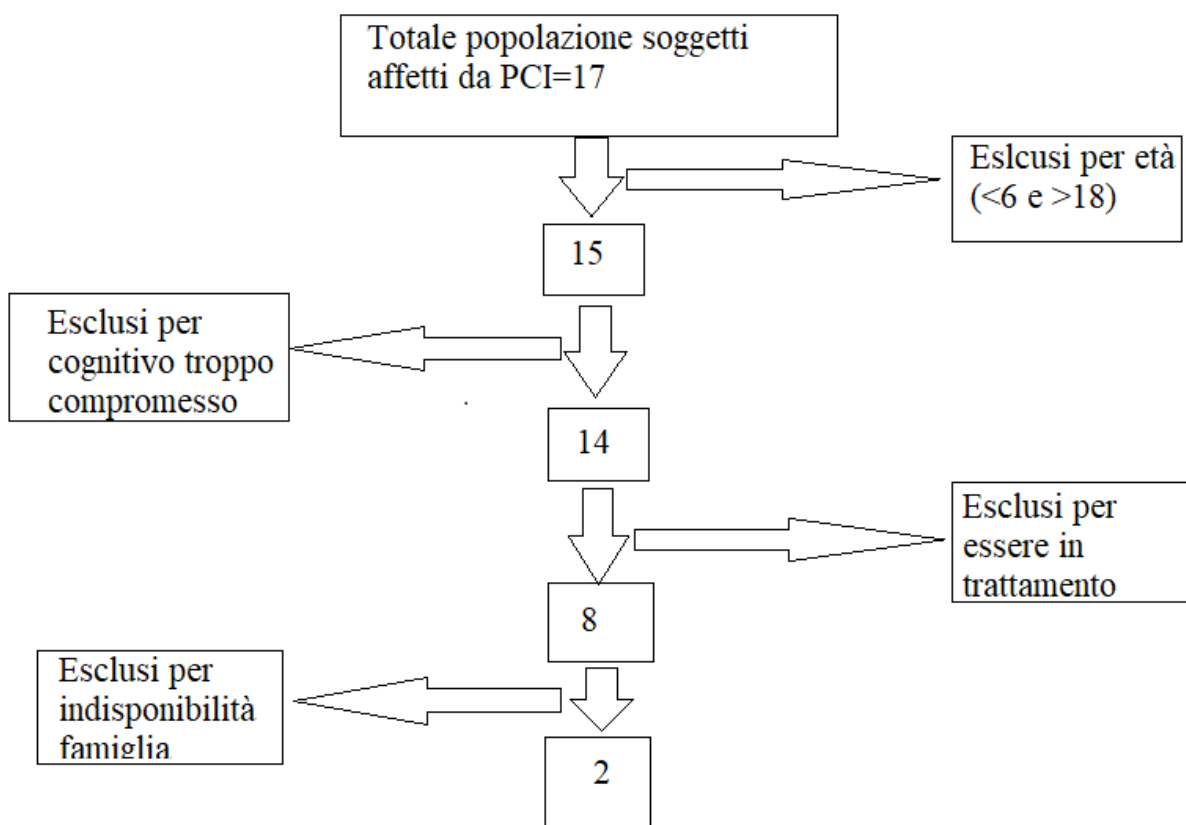 Totale popolazione soggetti
affetti da PCI=17
Eslcusi per età
(<6 e >18)
15
Esclusi per
cognitivo troppo
compromesso
14
Esclusi per
essere in
trattamento
8
Esclusi per
indisponibilità
famiglia
2